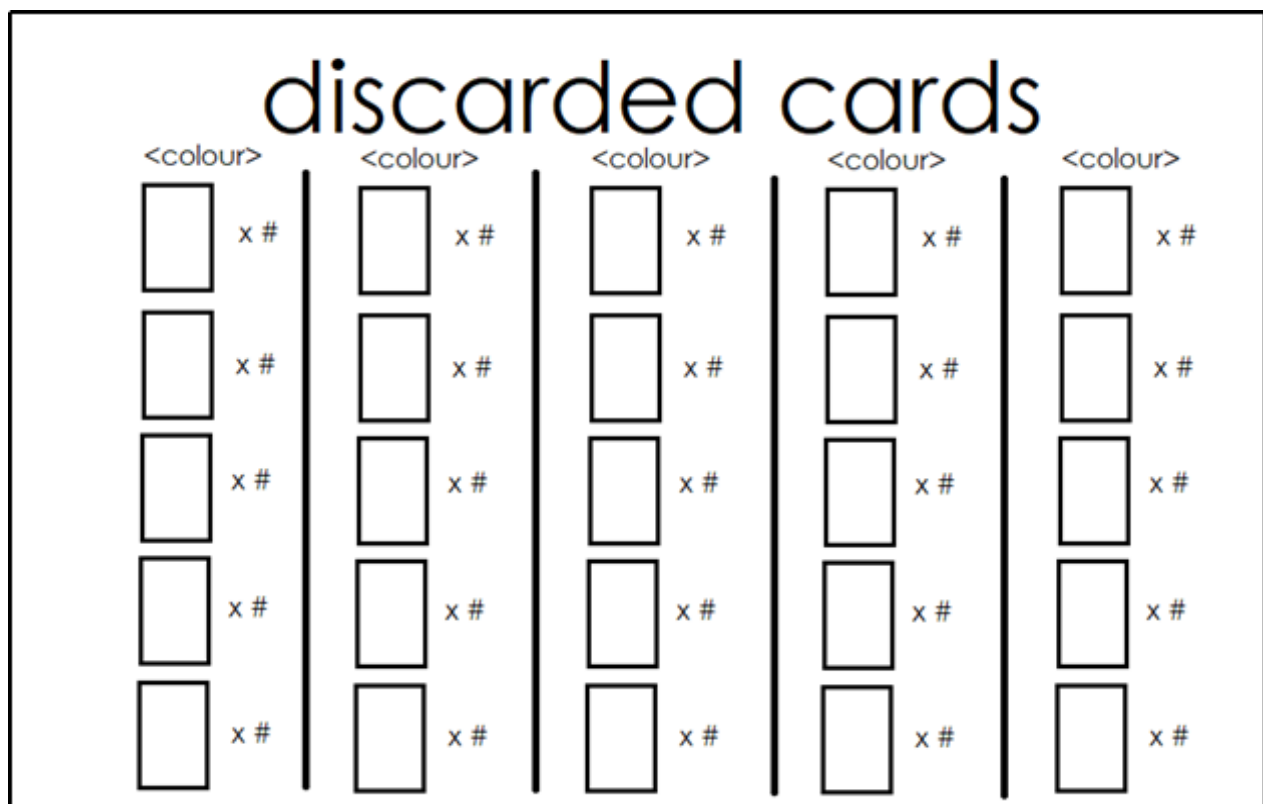 discarded cards
<colour> <colour> <colour> <colour> <colour>
x # x # x # x # x #
x # x # x # x # x #
x # x # x # x # x #
x # x # x # x # x #
x # x # x # x # x #